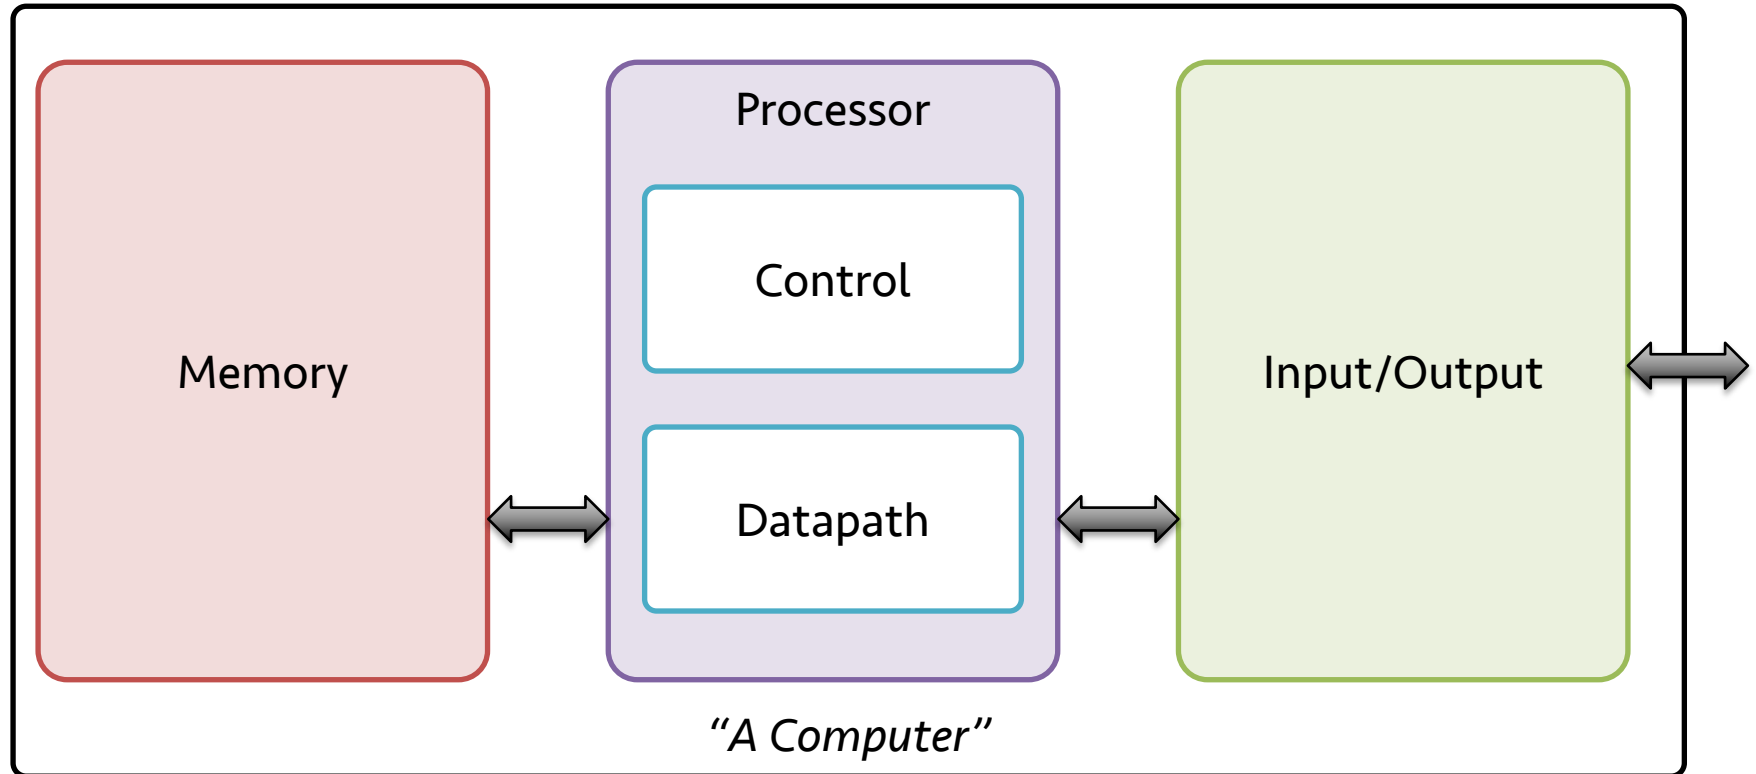 Processor
Control
Memory
Input/Output
Datapath
“A Computer”